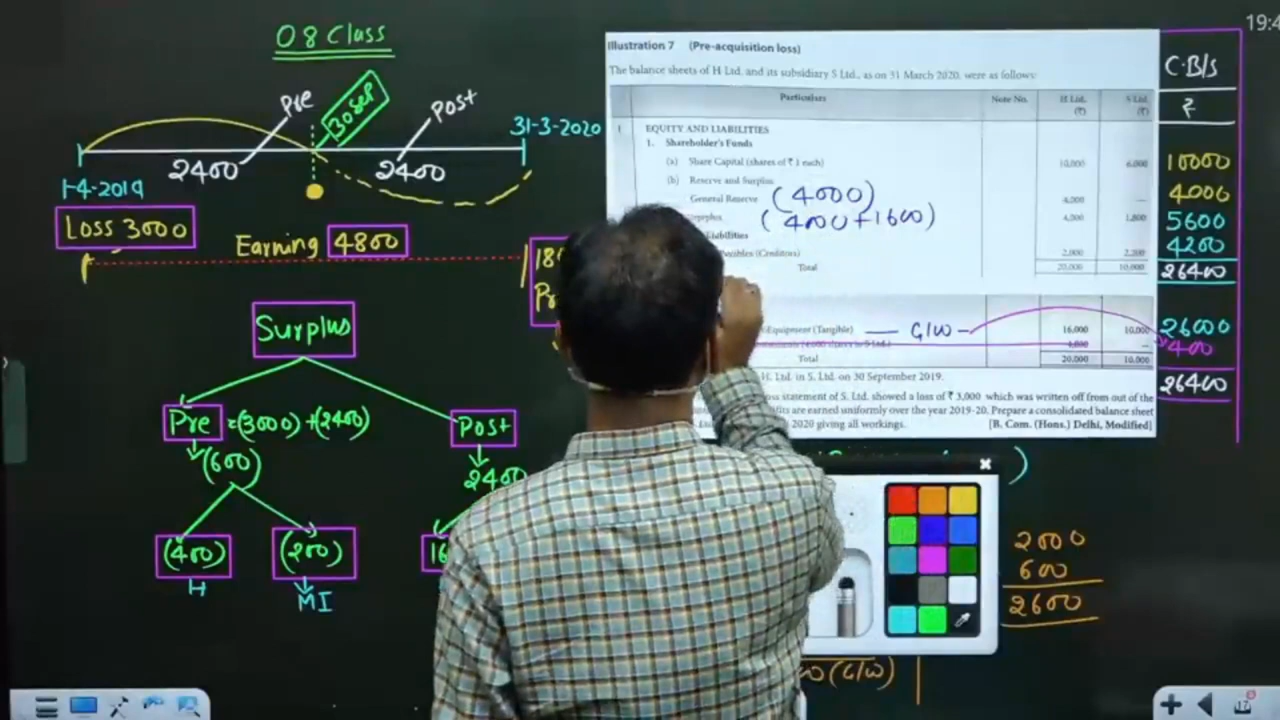 08 Class
Pre
30 Sep
Post
31-3-2020
2400
2400
1-4-2019
Loss 3000
Earning 4800
Surplus
Pre = (3000) + (2400)
(600)
(400)
H
(200)
MI
Post
2400
Illustration 7 (Pre-acquisition loss)
The balance sheets of H Ltd. and its subsidiary S Ltd., as on 31 March 2020, were as follows:
Particulars Note No. H Ltd. (₹) S Ltd. (₹)
I EQUITY AND LIABILITIES
1. Shareholder's Funds
(a) Share Capital (shares of ₹ 1 each) 10,000 6,000
(b) Reserve and Surplus
General Reserve (4000) 4,000 —
(4000+1600) 4,000 1,800
(Creditors) 2,000 2,200
Total 20,000 10,000
Equipment (Tangible) — G/W — 16,000 10,000
4,000 —
Total 20,000 10,000
H. Ltd. in S. Ltd. on 30 September 2019.
statement of S. Ltd. showed a loss of ₹ 3,000 which was written off from out of the
are earned uniformly over the year 2019-20. Prepare a consolidated balance sheet
2020 giving all workings. [B. Com. (Hons.) Delhi, Modified]
C.B/S
₹
10000
4000
5600
4200
26400
26000
400
26400
2000
600
2600
(G/W)
19:4
17